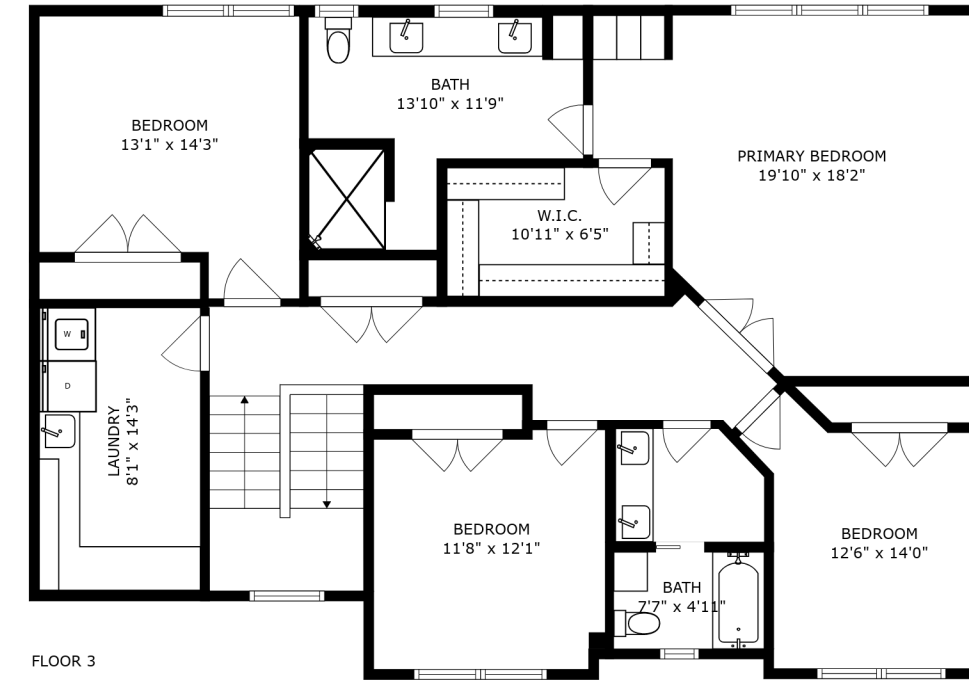 BATH
13'10" x 11'9"
BEDROOM
13'1" x 14'3"
PRIMARY BEDROOM
19'10" x 18'2"
W.I.C.
10'11" x 6'5"
W
D
LAUNDRY
8'1" x 14'3"
BEDROOM
11'8" x 12'1"
BEDROOM
12'6" x 14'0"
BATH
7'7" x 4'11"
FLOOR 3